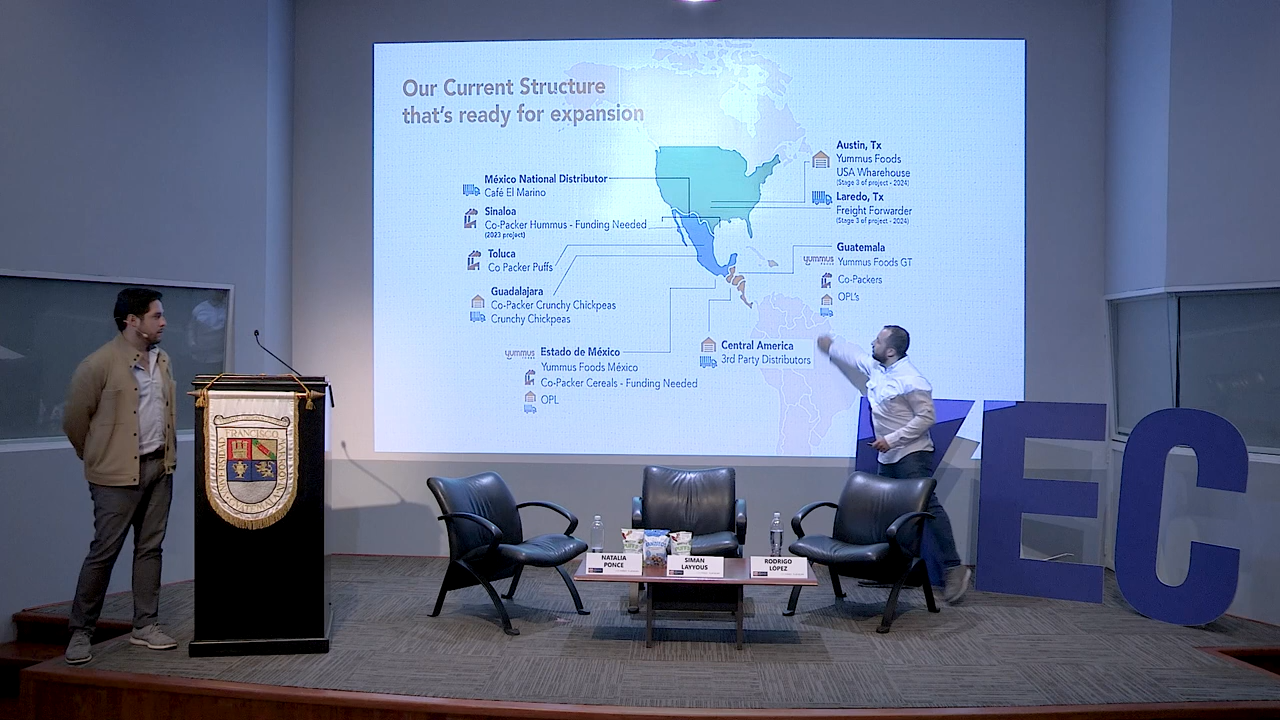 Our Current Structure
that's ready for expansion
México National Distributor
Café El Marino
Sinaloa
Co-Packer Hummus - Funding Needed
(2023 project)
Toluca
Co Packer Puffs
Guadalajara
Co-Packer Crunchy Chickpeas
Crunchy Chickpeas
yummus
FOODS
Estado de México
Yummus Foods México
Co-Packer Cereals - Funding Needed
OPL
Austin, Tx
Yummus Foods
USA Wharehouse
(Stage 3 of project - 2024)
Laredo, Tx
Freight Forwarder
(Stage 3 of project - 2024)
Guatemala
yummus
Yummus Foods GT
Co-Packers
OPL's
Central America
3rd Party Distributors
FRANCISCO
NATALIA
PONCE
SIMAN
LAYYOUS
RODRIGO
LÓPEZ
EC